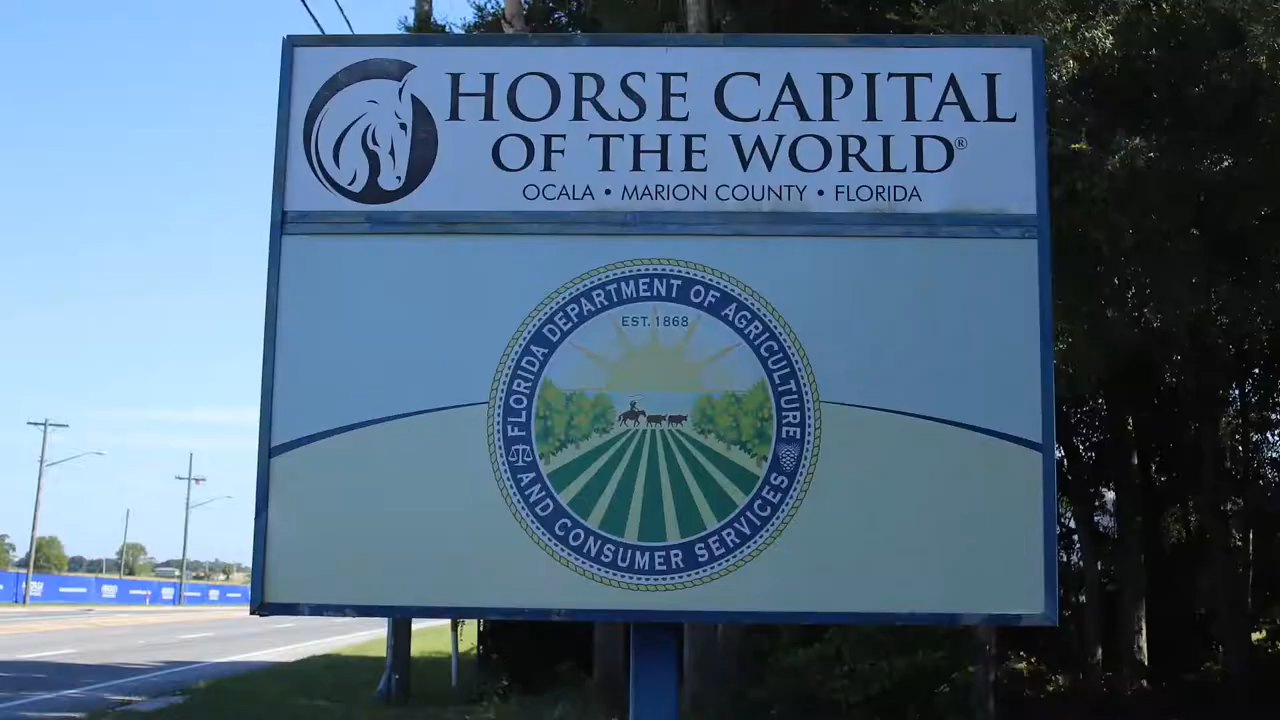 HORSE CAPITAL
OF THE WORLD®
OCALA • MARION COUNTY • FLORIDA
FLORIDA DEPARTMENT OF AGRICULTURE
AND CONSUMER SERVICES
EST. 1868